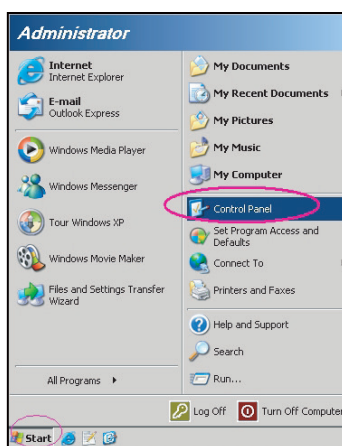 Administrator
Internet
Internet Explorer
E-mail
Outlook Express
Windows Media Player
Windows Messenger
Tour Windows XP
Windows Movie Maker
Files and Settings Transfer
Wizard
All Programs
My Documents
My Recent Documents
My Pictures
My Music
My Computer
Control Panel
Set Program Access and
Defaults
Connect To
Printers and Faxes
Help and Support
Search
Run...
Log Off
Turn Off Computer
Start